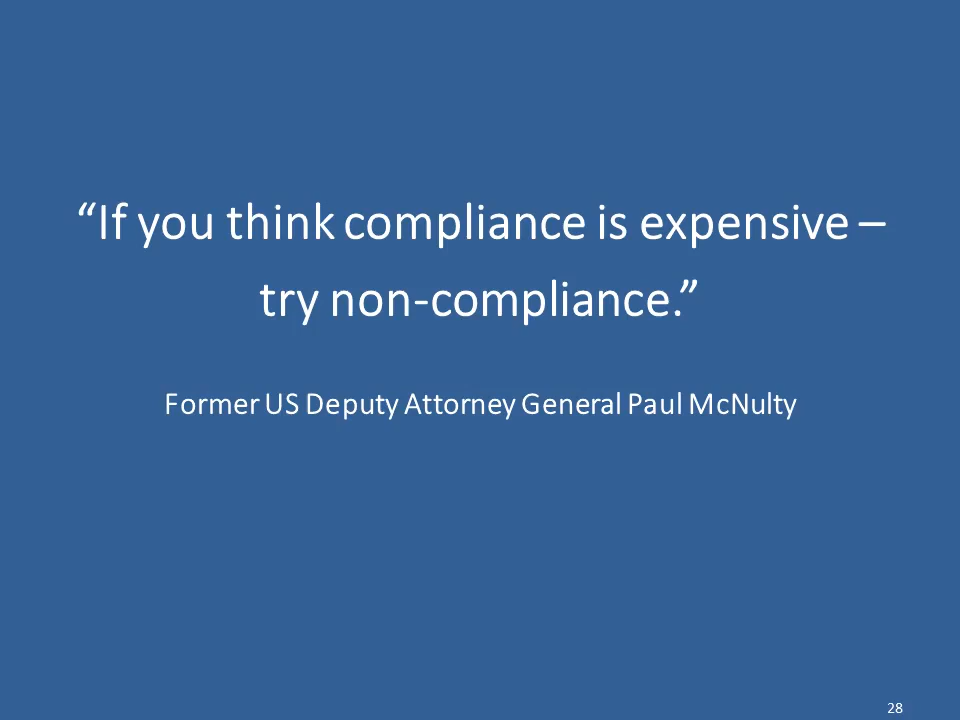 “If you think compliance is expensive –
try non-compliance.”
Former US Deputy Attorney General Paul McNulty
28